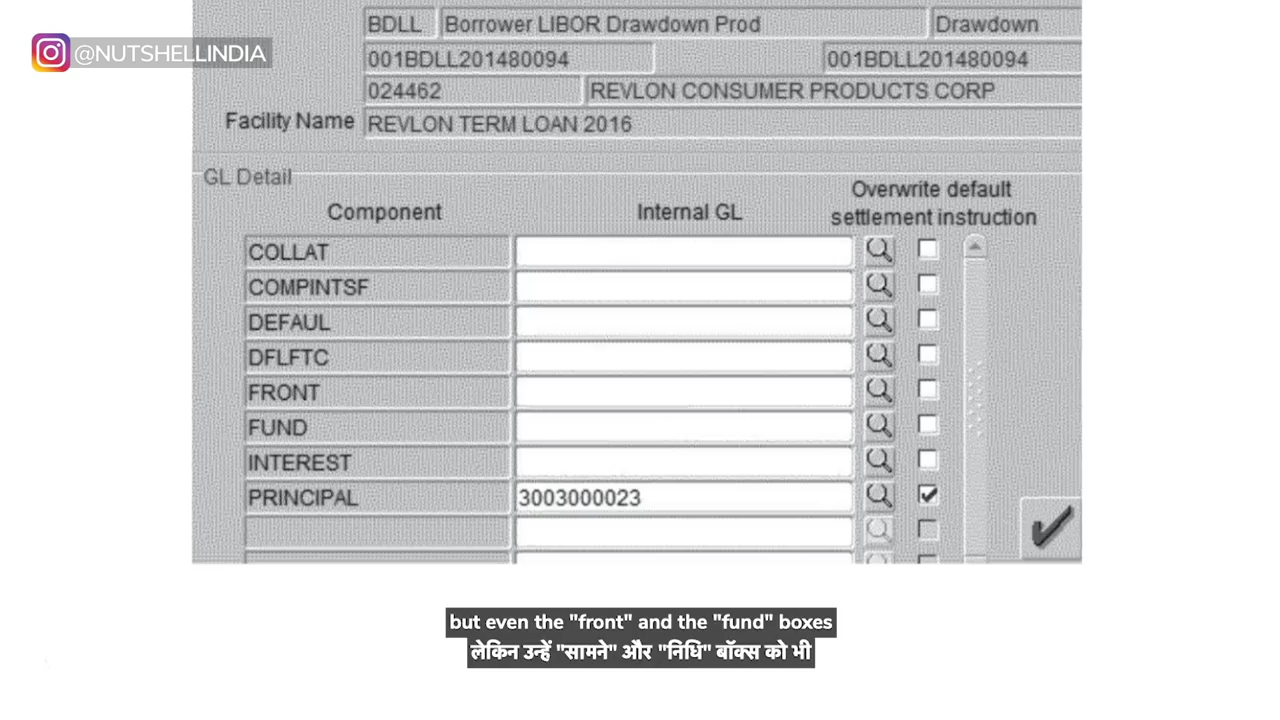 @NUTSHELLINDIA
BDLL Borrower LIBOR Drawdown Prod Drawdown
001BDLL201480094 001BDLL201480094
024462 REVLON CONSUMER PRODUCTS CORP
Facility Name REVLON TERM LOAN 2016
GL Detail
Component Internal GL Overwrite default settlement instruction
COLLAT
COMPINTSF
DEFAUL
DFLFTC
FRONT
FUND
INTEREST
PRINCIPAL 3003000023
but even the "front" and the "fund" boxes
लेकिन उन्हें "सामने" और "निधि" बॉक्स को भी